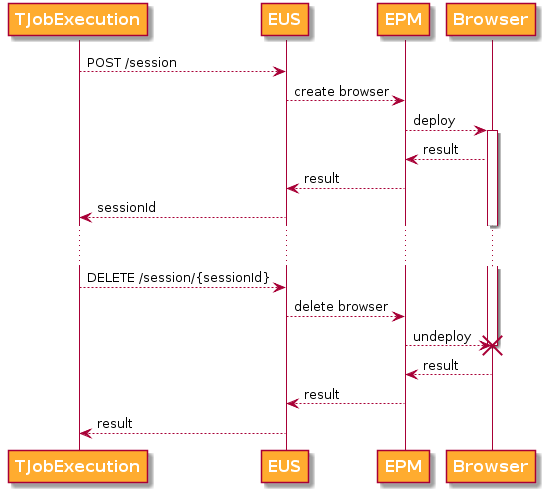 TJobExecution EUS EPM Browser
POST /session
create browser
deploy
result
result
sessionId
DELETE /session/{sessionId}
delete browser
undeploy
result
result
result
TJobExecution EUS EPM Browser